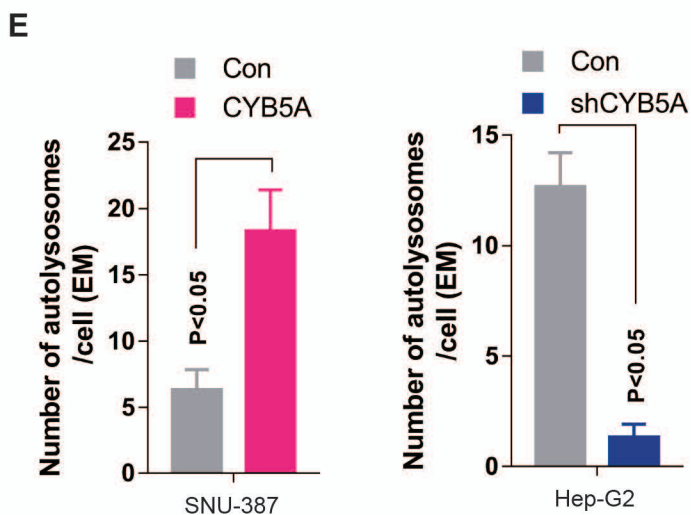 E
Con
CYB5A
Number of autolysosomes
/cell (EM)
25
20
15
10
5
0
P<0.05
SNU-387
Con
shCYB5A
Number of autolysosomes
/cell (EM)
15
10
5
0
P<0.05
Hep-G2